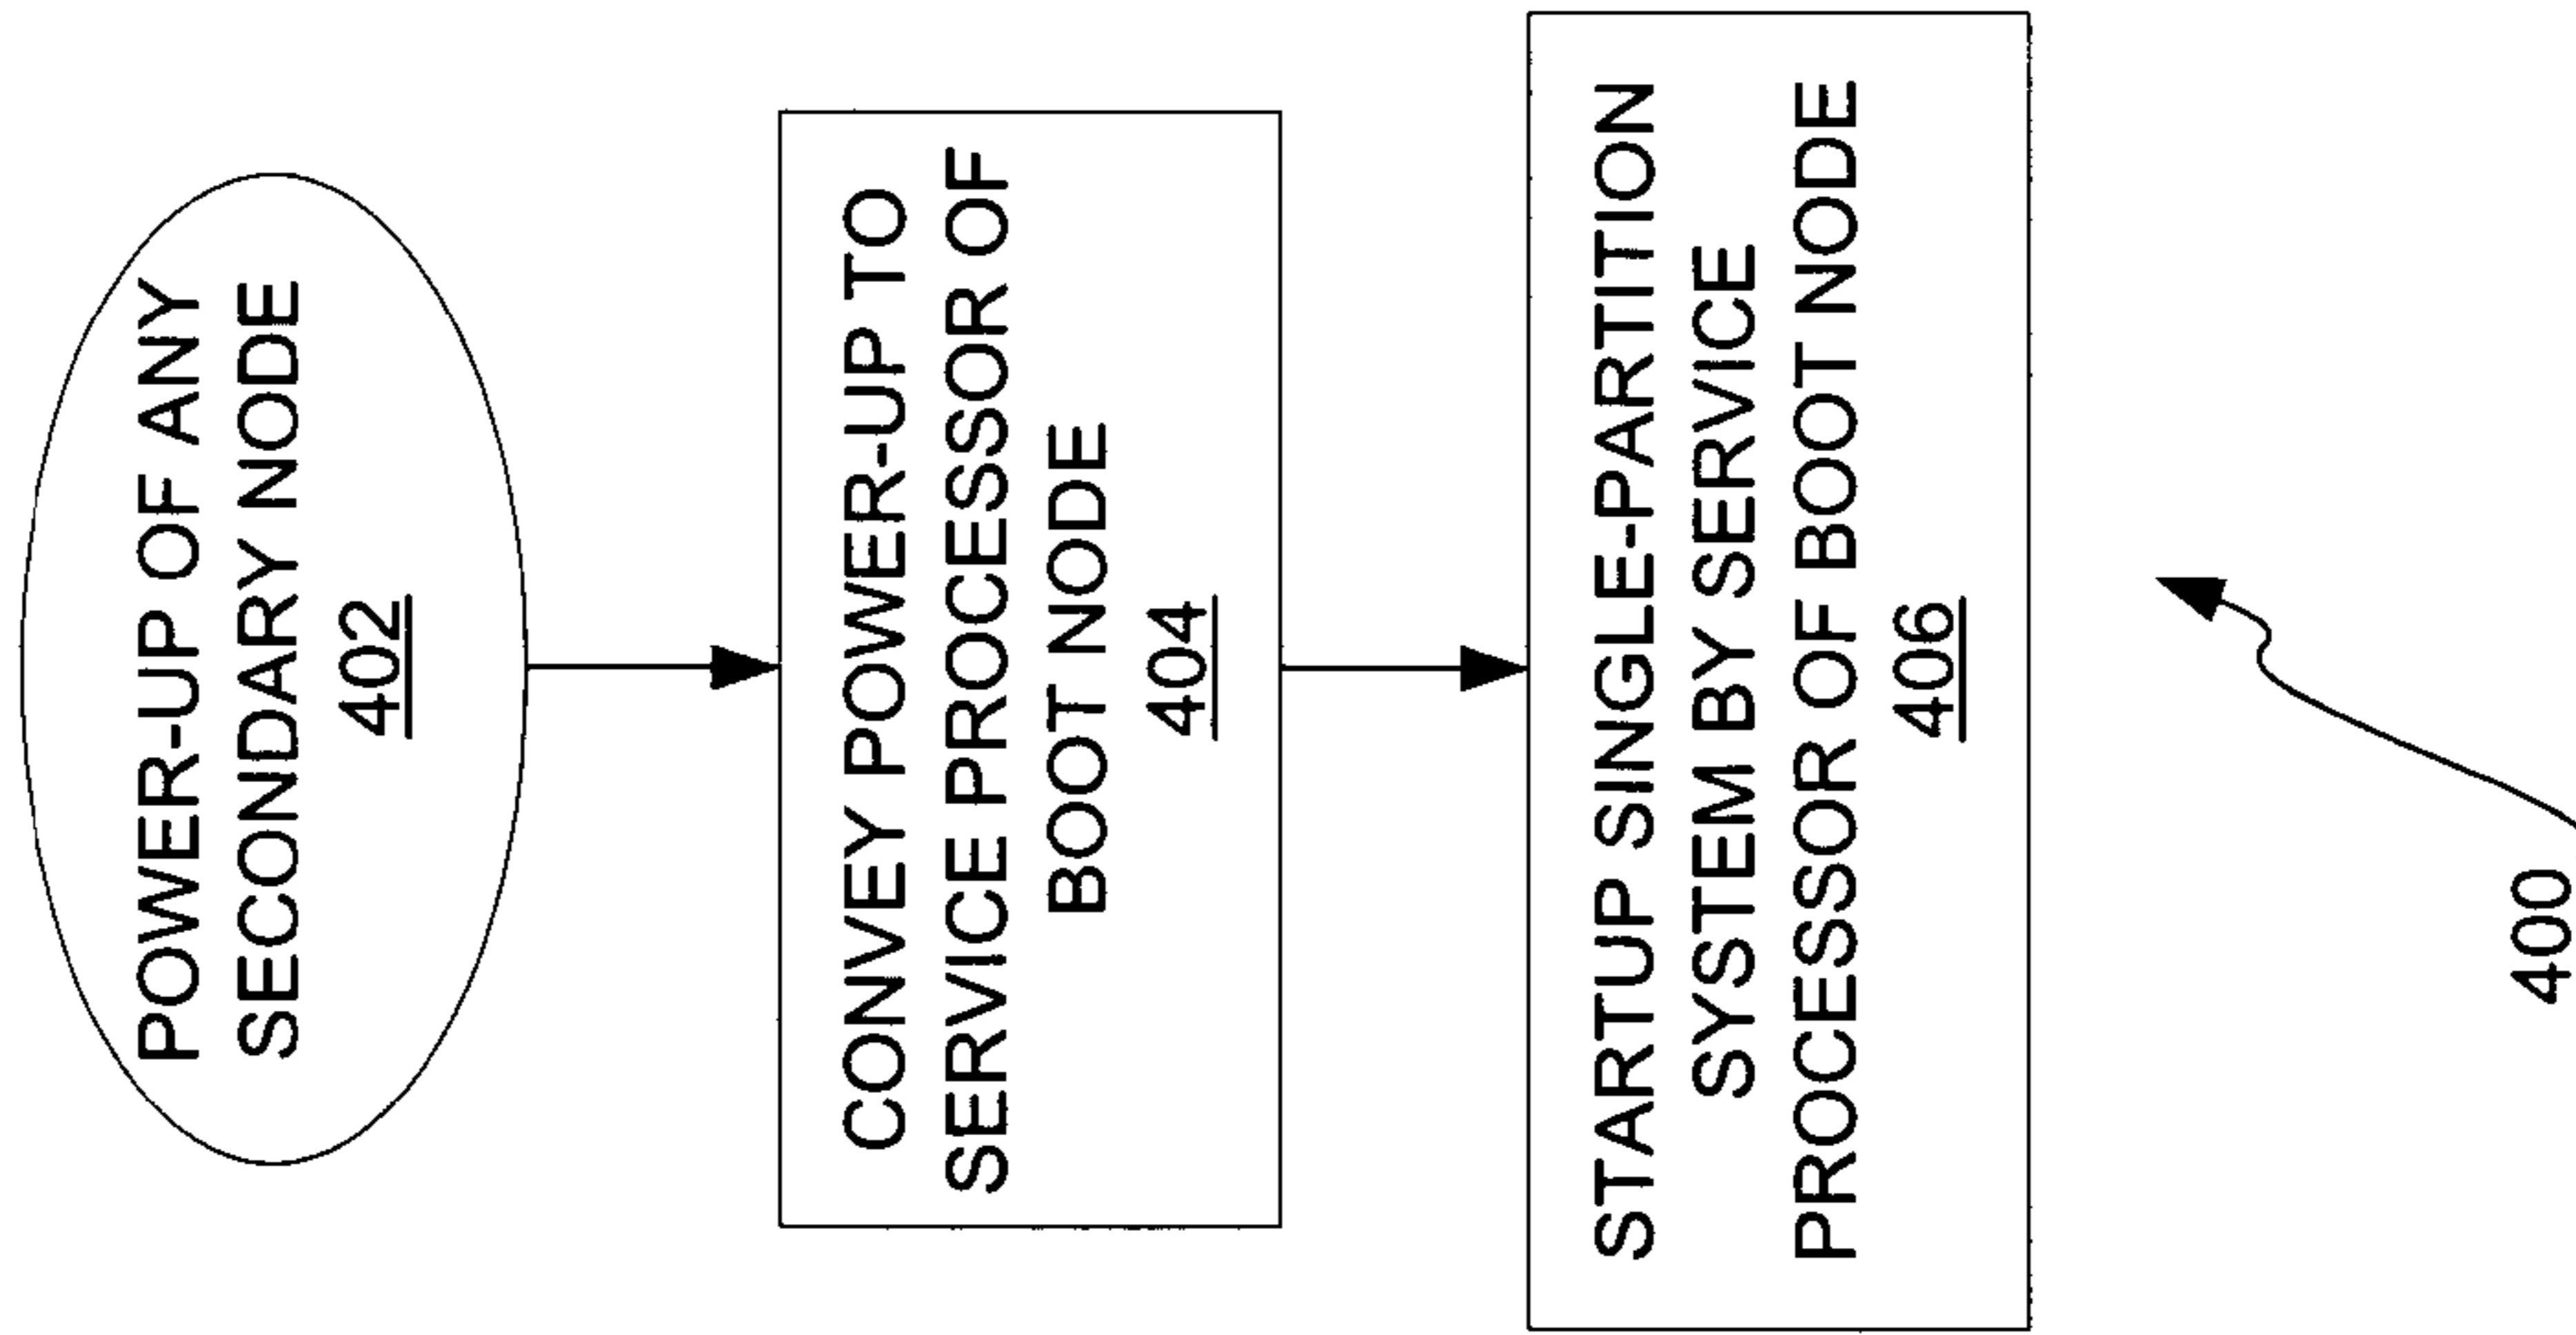 POWER-UP OF ANY
SECONDARY NODE
402
CONVEY POWER-UP TO
SERVICE PROCESSOR OF
BOOT NODE
404
STARTUP SINGLE-PARTITION
SYSTEM BY SERVICE
PROCESSOR OF BOOT NODE
406
400